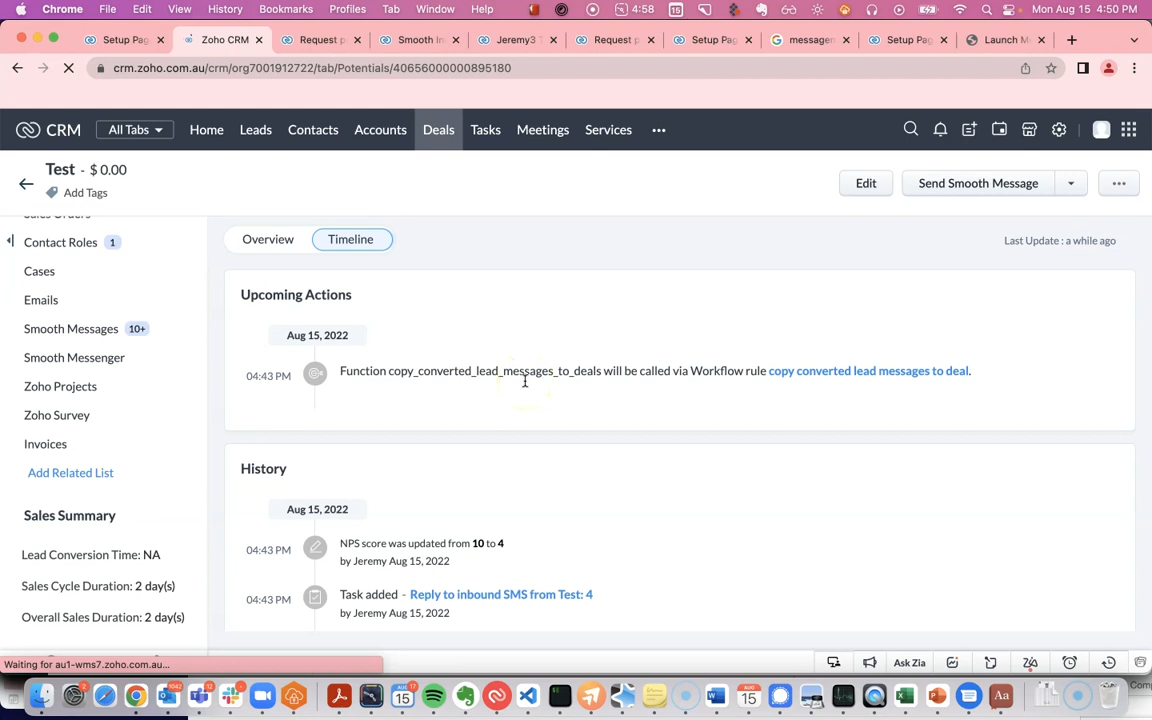 Chrome File Edit View History Bookmarks Profiles Tab Window Help 4:58 15 Mon Aug 15 4:50 PM
Setup Pag Zoho CRM Request p Smooth In Jeremy3 T Request p Setup Pag messagen Setup Pag Launch M
crm.zoho.com.au/crm/org7001912722/tab/Potentials/40656000000895180
CRM All Tabs Home Leads Contacts Accounts Deals Tasks Meetings Services
Test - $ 0.00
Add Tags
Edit Send Smooth Message
Sales Orders
Contact Roles 1
Cases
Emails
Smooth Messages 10+
Smooth Messenger
Zoho Projects
Zoho Survey
Invoices
Add Related List
Sales Summary
Lead Conversion Time: NA
Sales Cycle Duration: 2 day(s)
Overall Sales Duration: 2 day(s)
Overview Timeline Last Update : a while ago
Upcoming Actions
Aug 15, 2022
04:43 PM Function copy_converted_lead_messages_to_deals will be called via Workflow rule copy converted lead messages to deal.
History
Aug 15, 2022
04:43 PM NPS score was updated from 10 to 4
by Jeremy Aug 15, 2022
04:43 PM Task added - Reply to inbound SMS from Test: 4
by Jeremy Aug 15, 2022
Waiting for au1-wms7.zoho.com.au...
Ask Zia